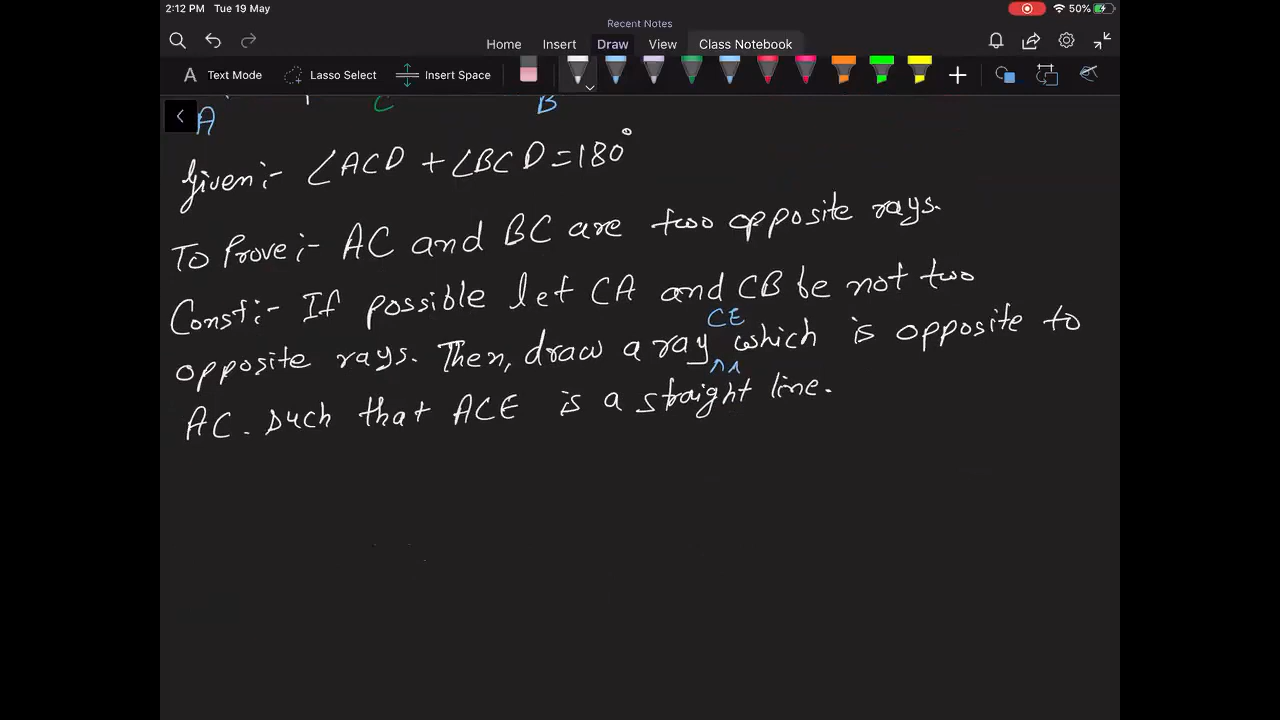 2:12 PM Tue 19 May
50%
Recent Notes
Home Insert Draw View Class Notebook
A Text Mode Lasso Select Insert Space
A C B
Given:- ∠ACD + ∠BCD = 180°
To Prove:- AC and BC are two opposite rays.
Const:- If possible let CA and CB be not two
CE
opposite rays. Then, draw a ray which is opposite to
AC. such that ACE is a straight line.